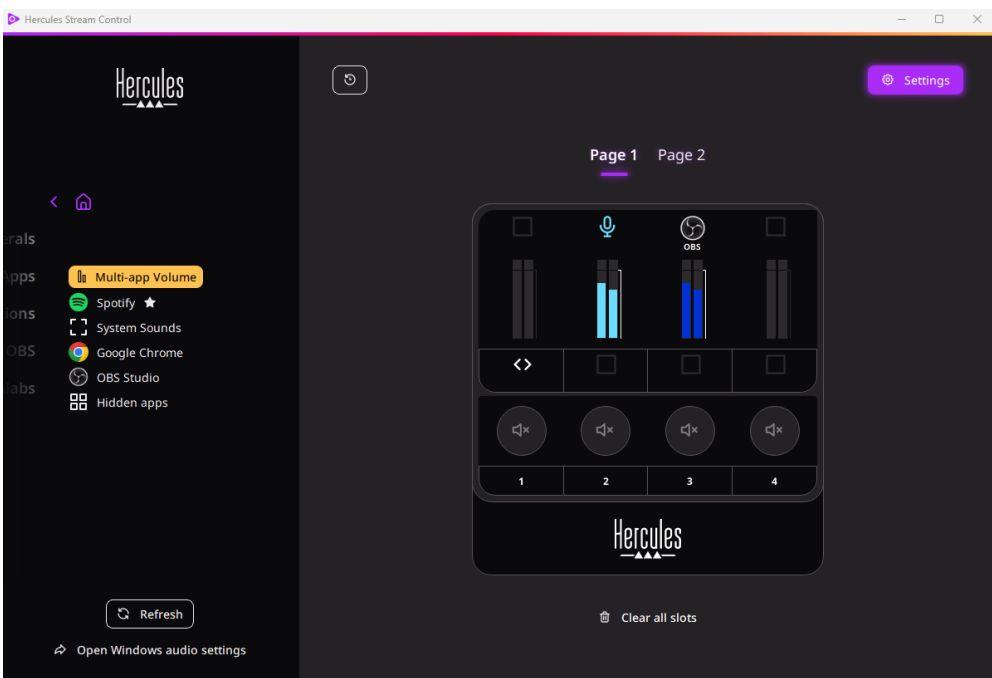 Hercules Stream Control
Hercules
Settings
Page 1 Page 2
erals
Apps
ions
OBS
labs
Multi-app Volume
Spotify
System Sounds
Google Chrome
OBS Studio
Hidden apps
Refresh
Open Windows audio settings
OBS
1 2 3 4
Hercules
Clear all slots